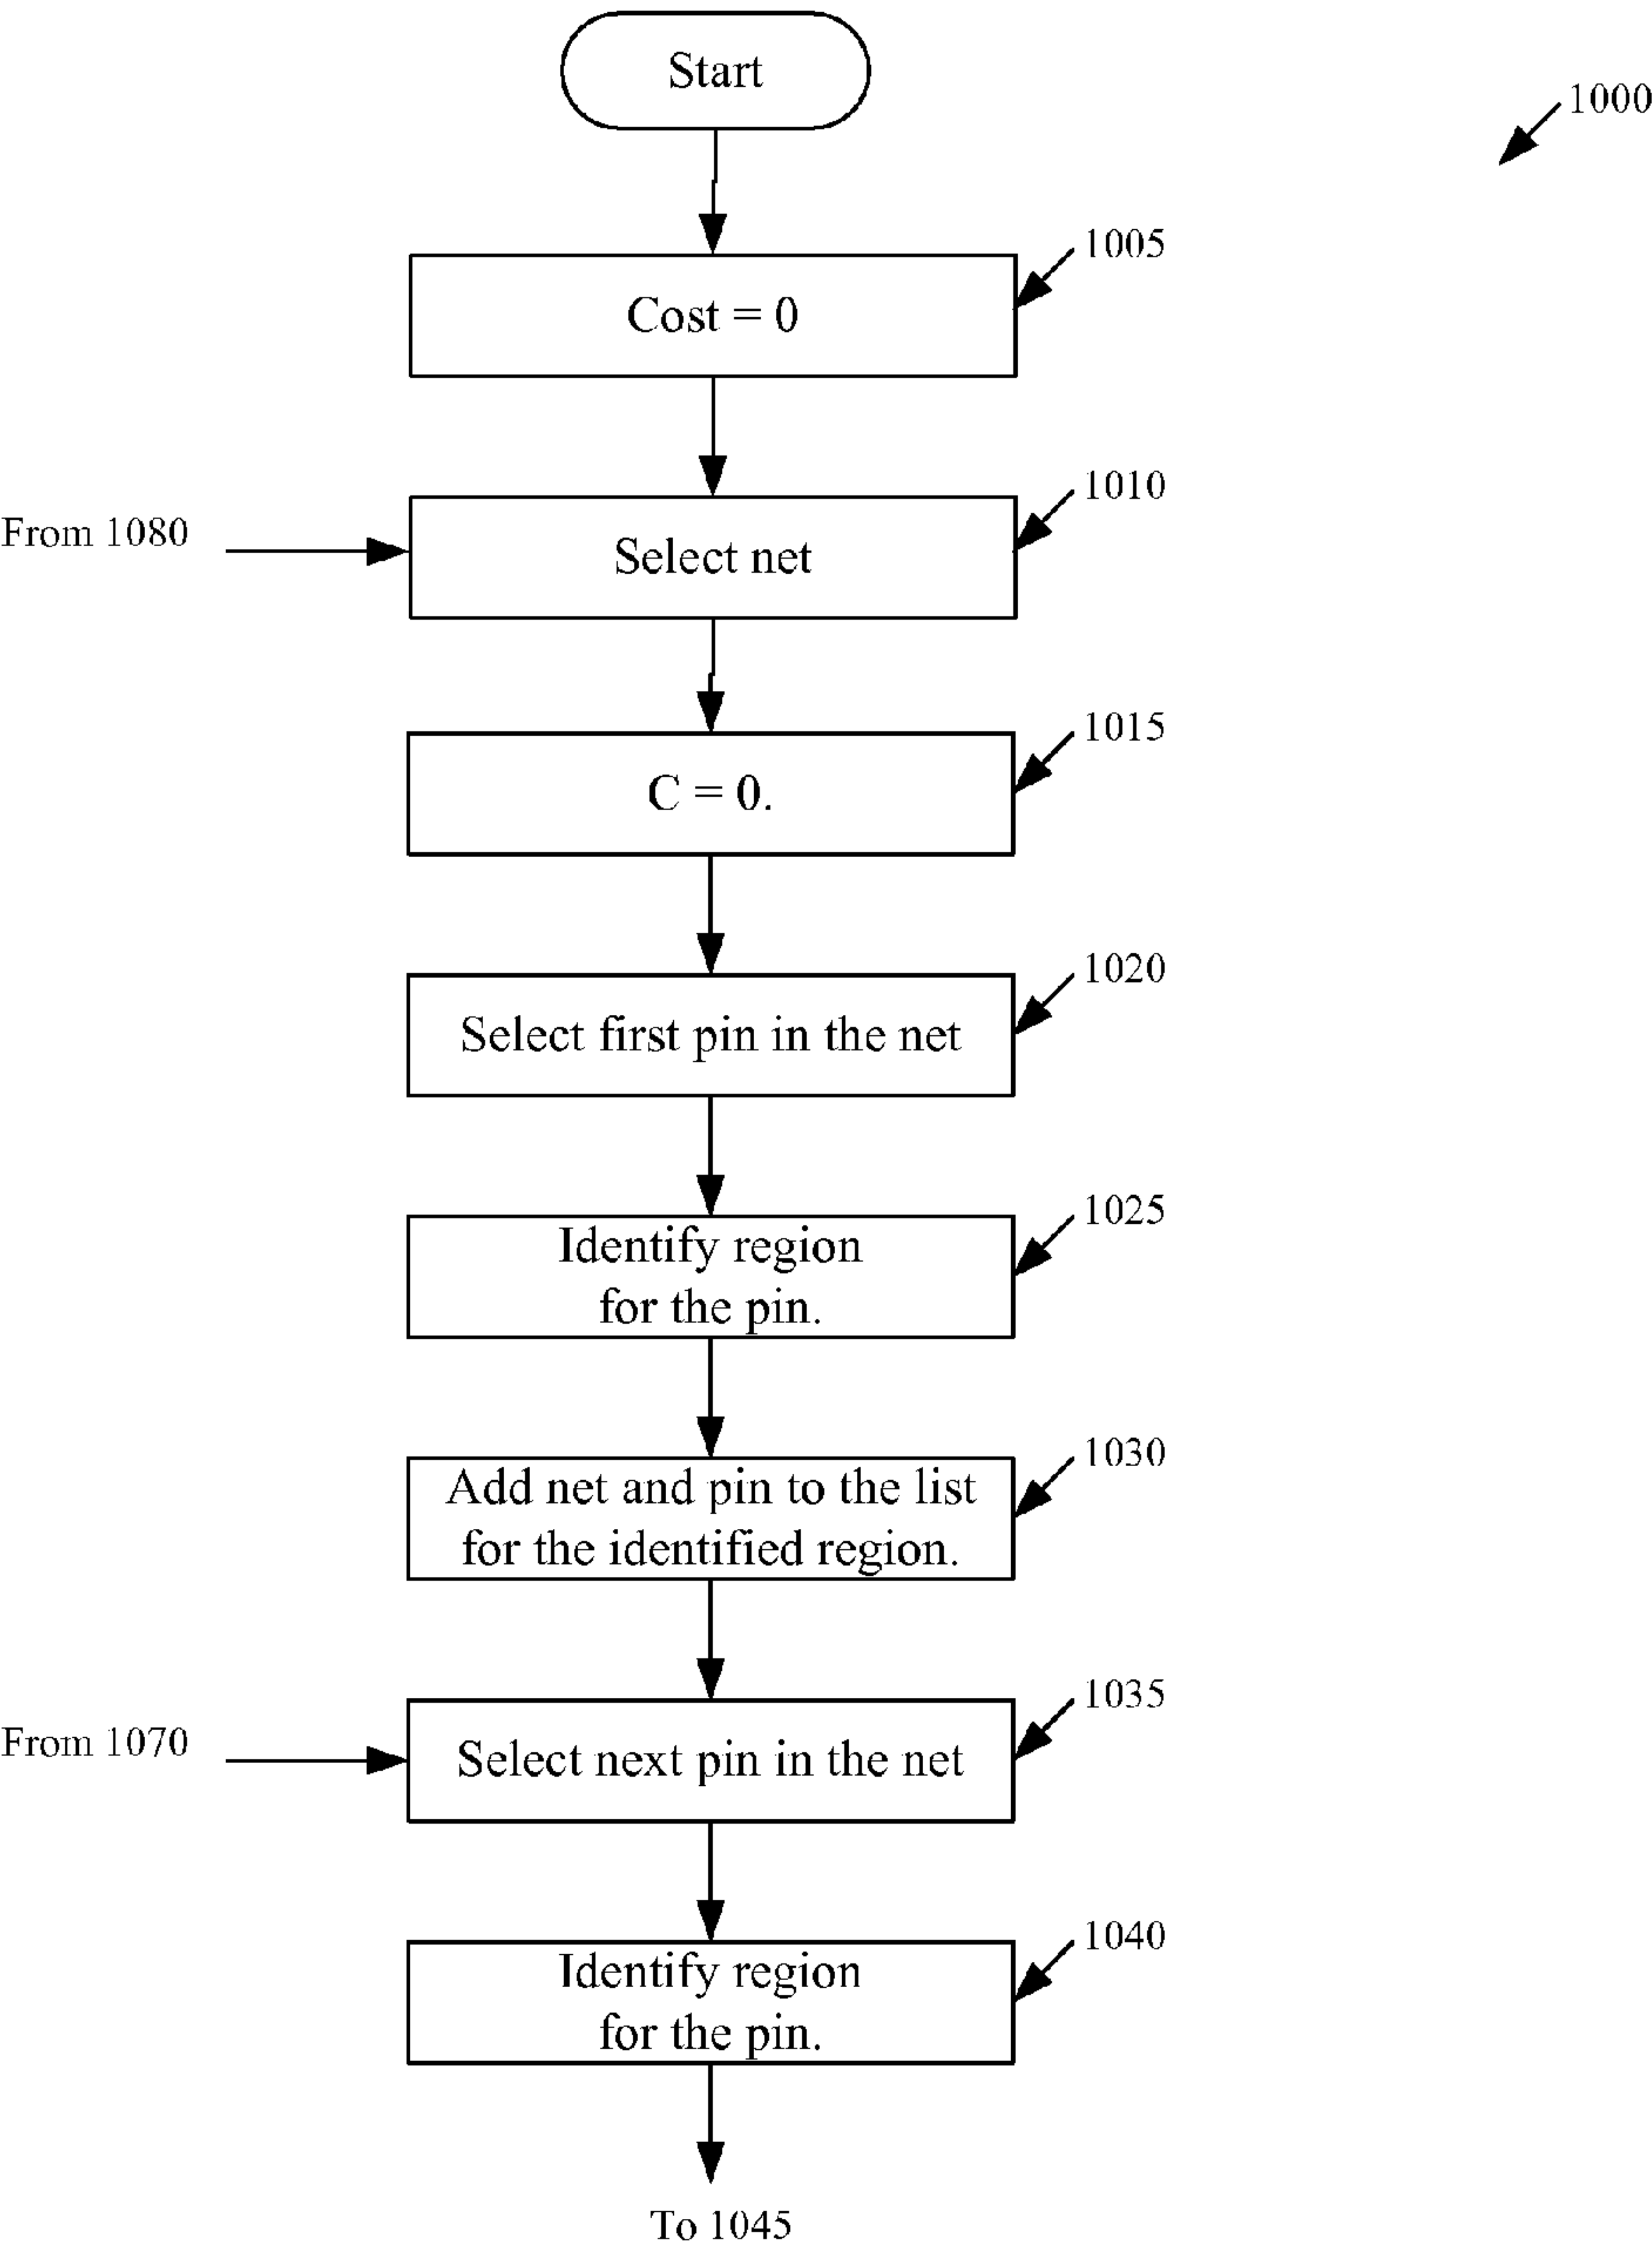 Start
1000
1005
Cost = 0
1010
From 1080
Select net
1015
C = 0.
1020
Select first pin in the net
1025
Identify region
for the pin.
1030
Add net and pin to the list
for the identified region.
1035
From 1070
Select next pin in the net
1040
Identify region
for the pin.
To 1045